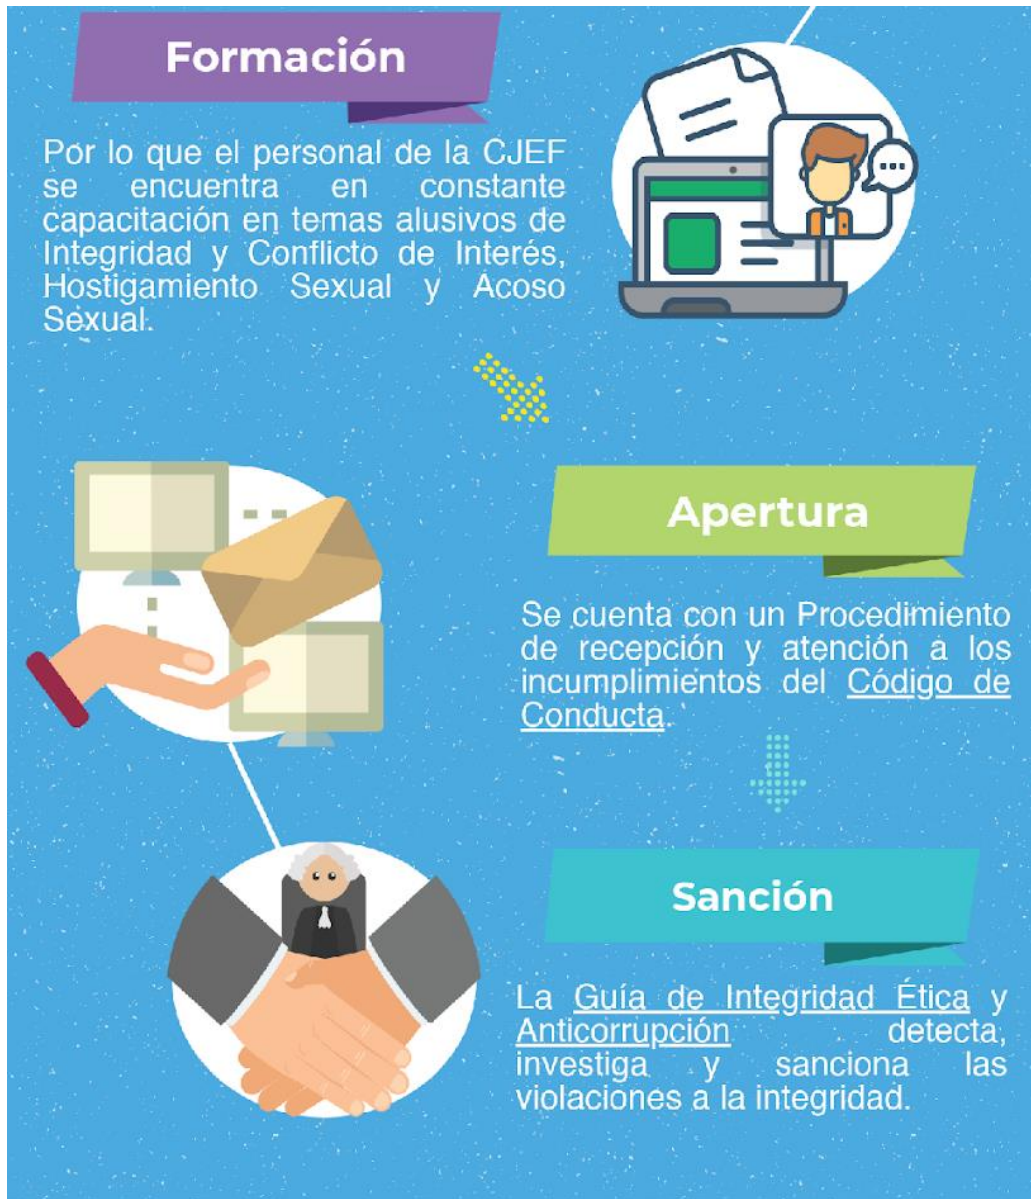 Formación
Por lo que el personal de la CJEF
se encuentra en constante
capacitación en temas alusivos de
Integridad y Conflicto de Interés,
Hostigamiento Sexual y Acoso
Sexual.
Apertura
Se cuenta con un Procedimiento
de recepción y atención a los
incumplimientos del Código de
Conducta.
Sanción
La Guía de Integridad Ética y
Anticorrupción detecta,
investiga y sanciona las
violaciones a la integridad.